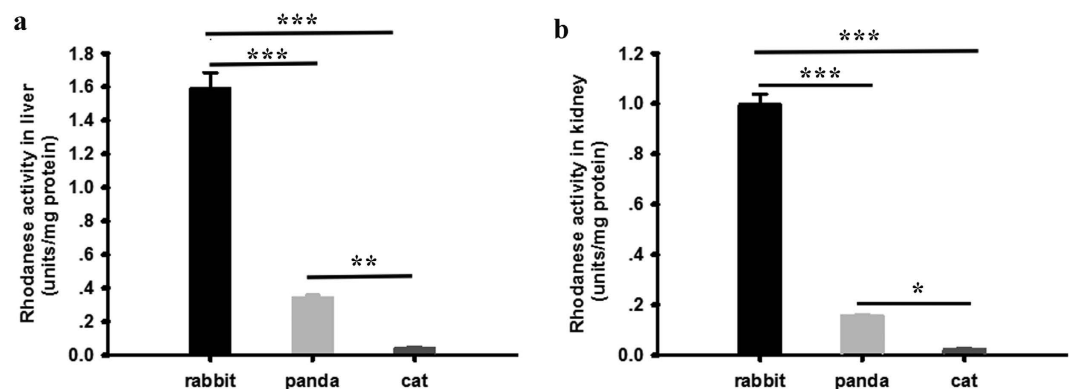 a
***
***
**
Rhodanese activity in liver
(units/mg protein)
1.8
1.6
1.4
1.2
1.0
.8
.6
.4
.2
0.0
rabbit panda cat
b
***
***
*
Rhodanese activity in kidney
(units/mg protein)
1.2
1.0
.8
.6
.4
.2
0.0
rabbit panda cat